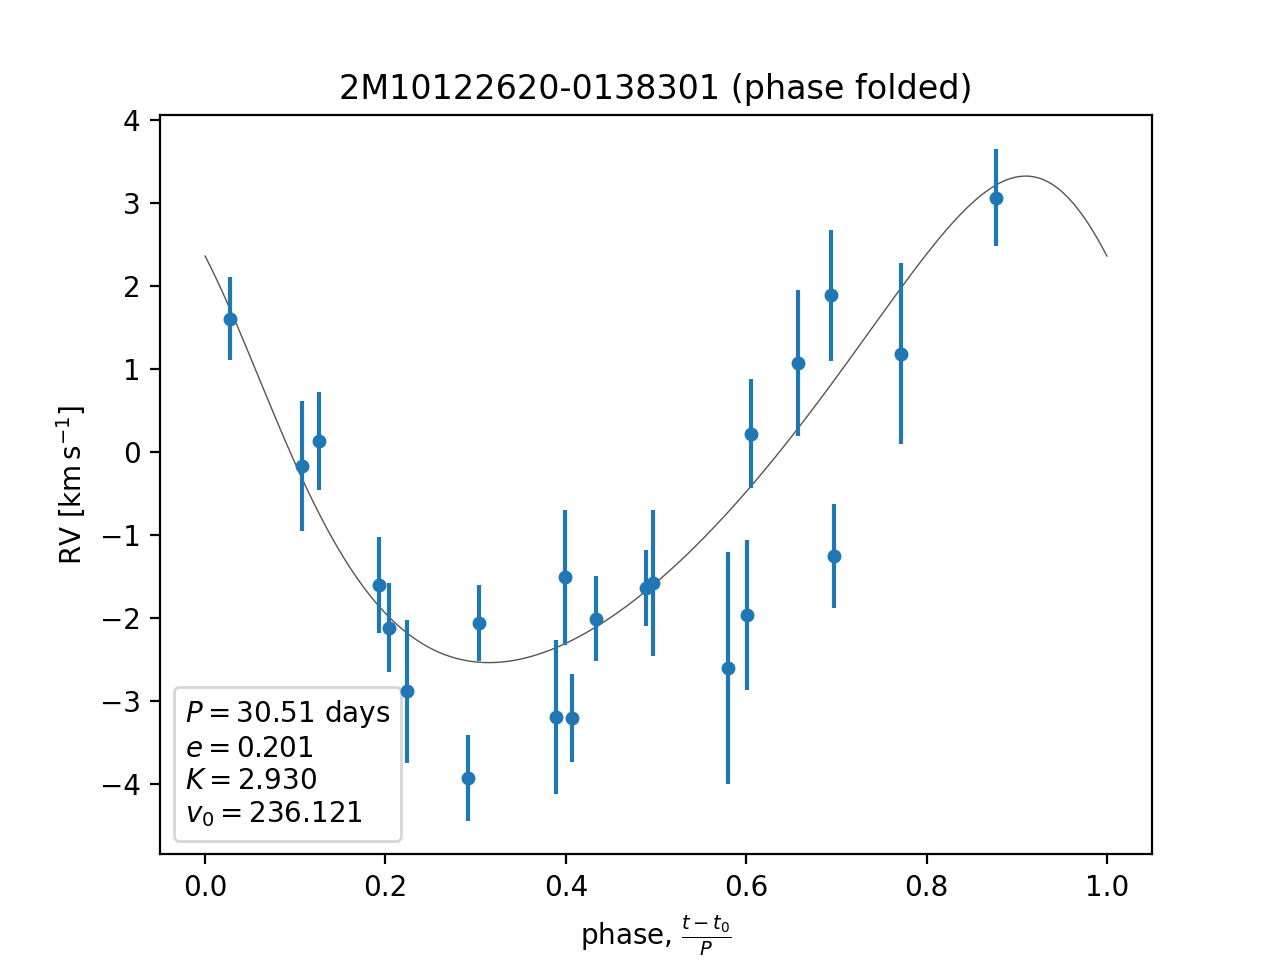 2M10122620-0138301 (phase folded)
4
3
2
1
0
−1
−2
−3
−4
RV [km s⁻¹]
P = 30.51 days
e = 0.201
K = 2.930
v₀ = 236.121
0.0 0.2 0.4 0.6 0.8 1.0
phase, (t − t₀)/P